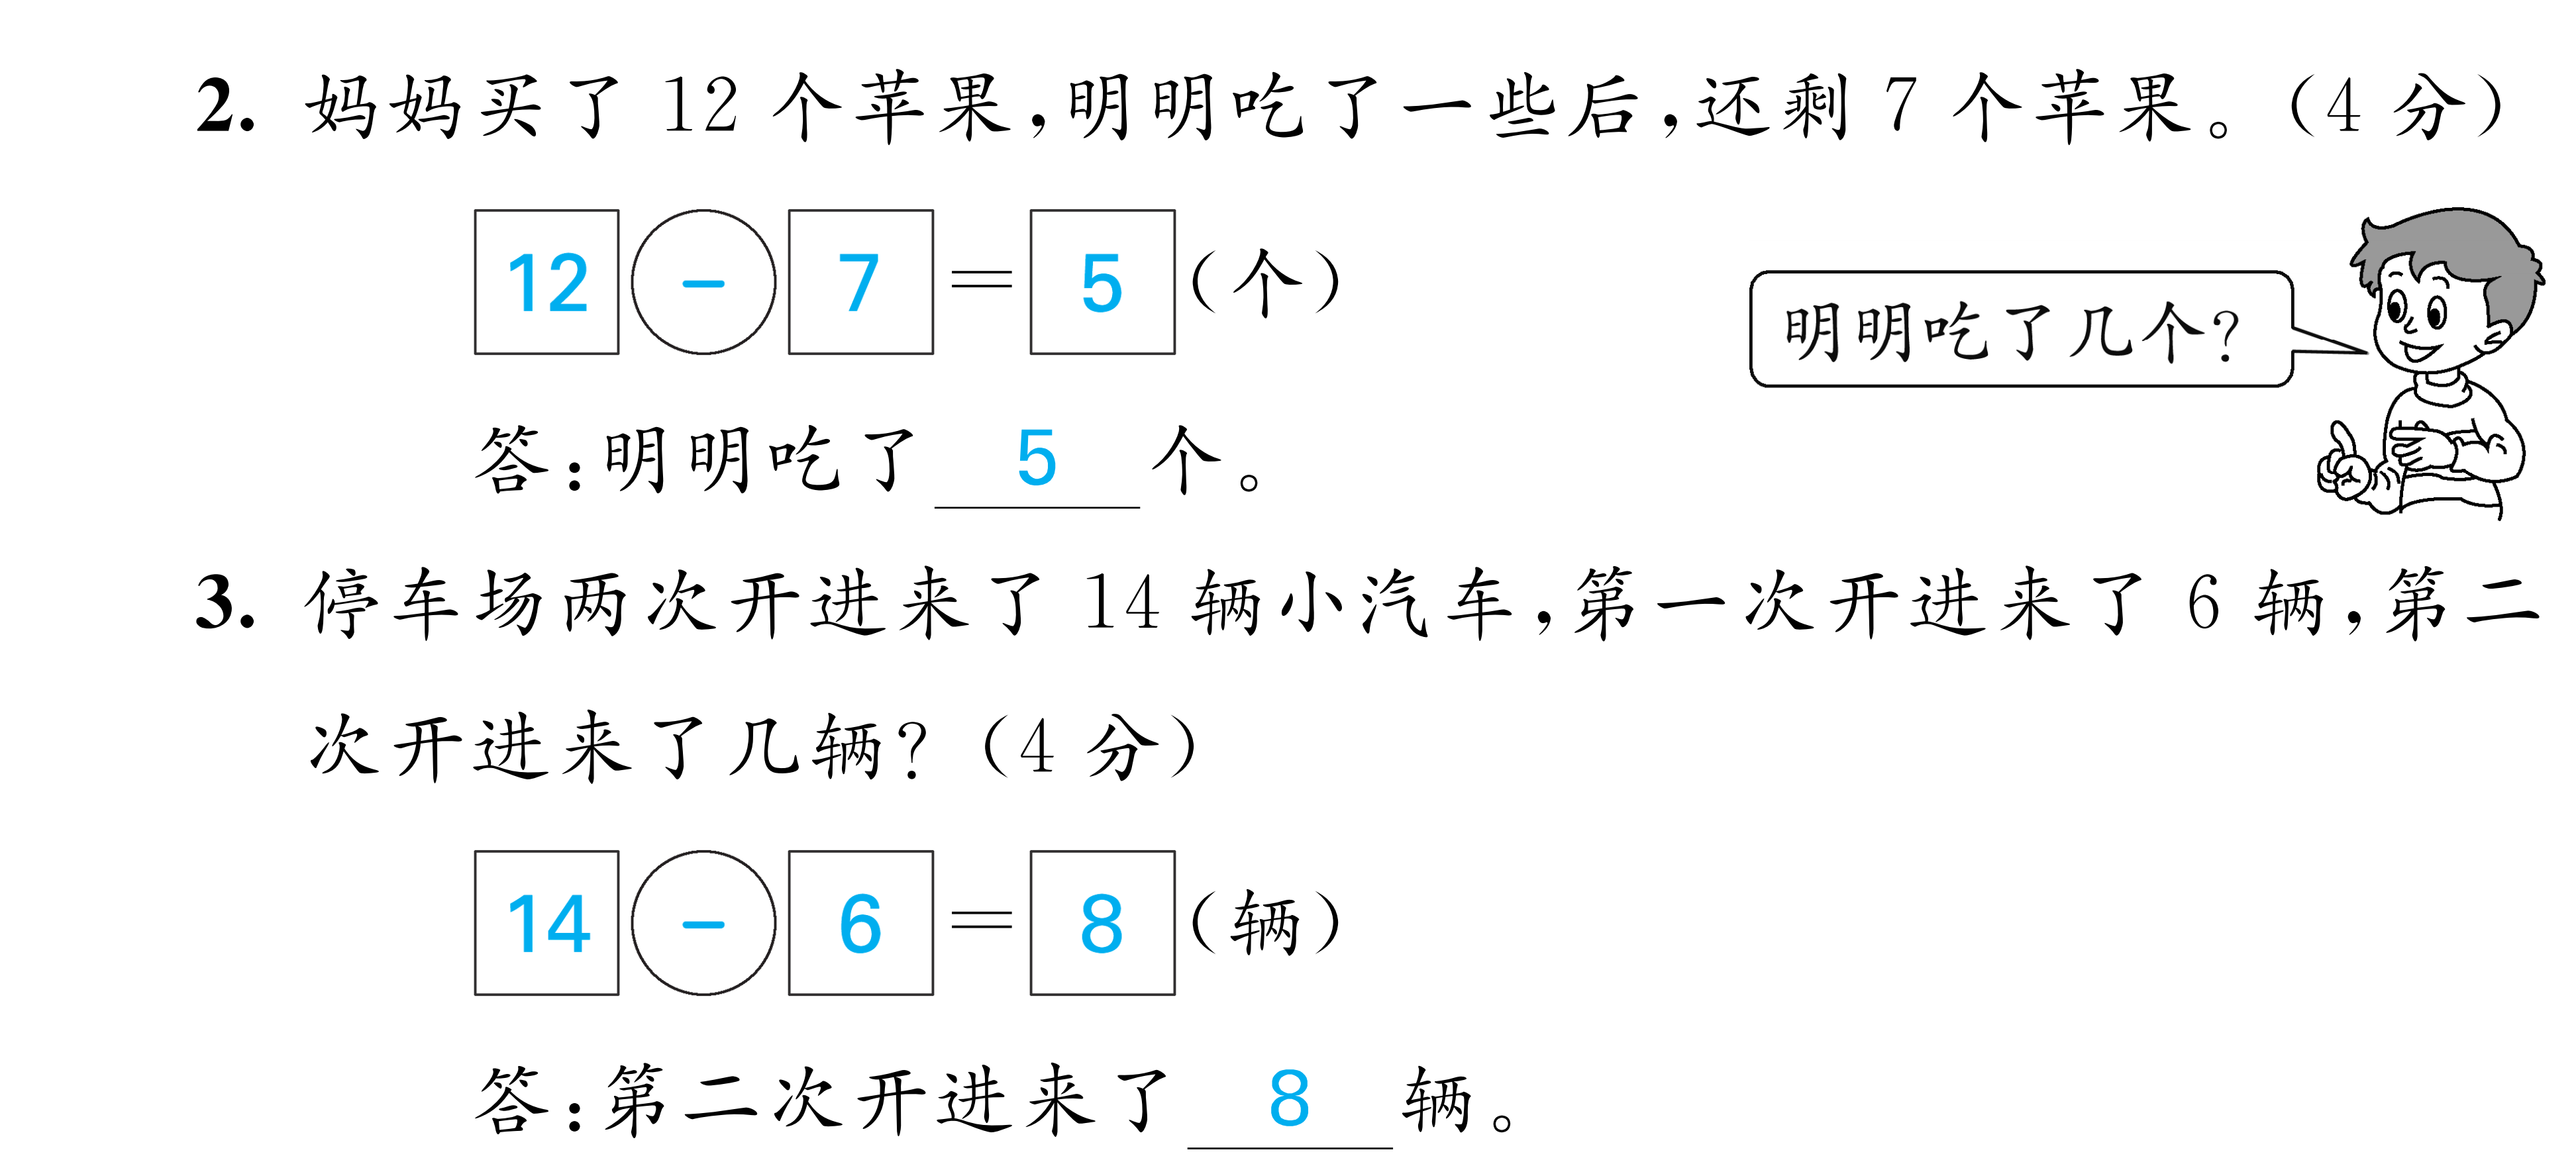 2. 妈妈买了 12 个苹果,明明吃了一些后,还剩 7 个苹果。(4 分)
12 - 7 = 5 (个)
明明吃了几个?
答:明明吃了 5 个。
3. 停车场两次开进来了 14 辆小汽车,第一次开进来了 6 辆,第二
次开进来了几辆?(4 分)
14 - 6 = 8 (辆)
答:第二次开进来了 8 辆。